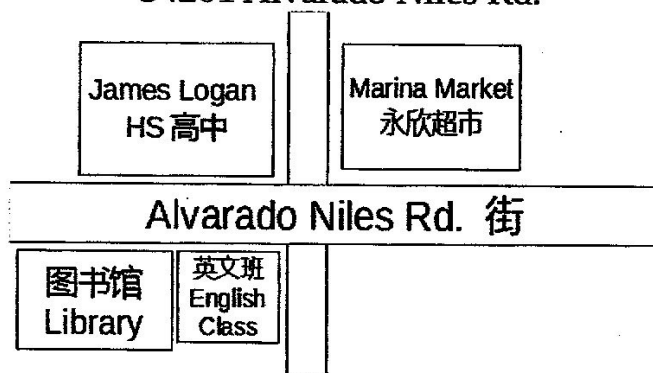 James Logan
HS 高中
Marina Market
永欣超市
Alvarado Niles Rd. 街
图书馆
Library
英文班
English
Class